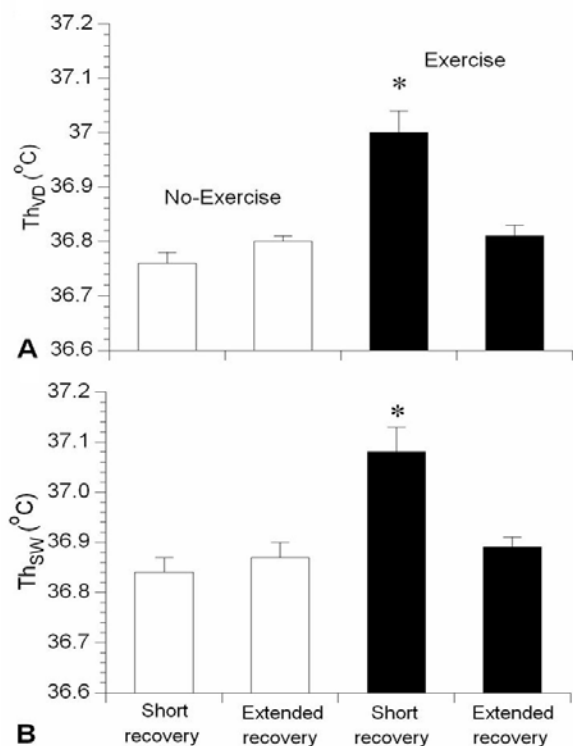 37.2
37.1
37
36.9
36.8
36.7
36.6
Th_VD (°C)
No-Exercise
Exercise
*
A
37.2
37.1
37.0
36.9
36.8
36.7
36.6
Th_SW (°C)
*
B
Short
recovery
Extended
recovery
Short
recovery
Extended
recovery